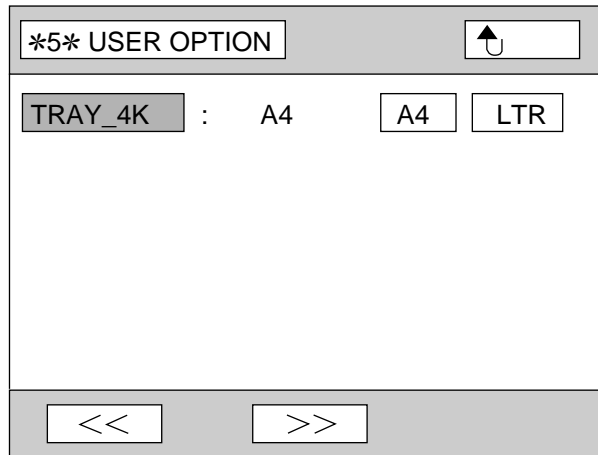 *5* USER OPTION
TRAY_4K : A4 A4 LTR
<< >>